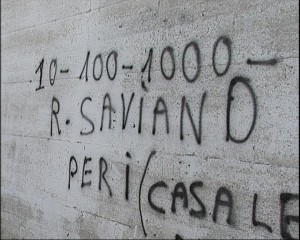 10-100-1000-
R. SAVIANO
PER I (CASALE